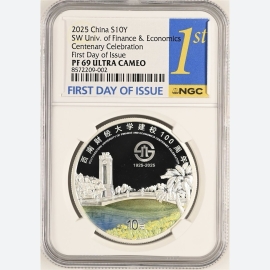 2025 China S10Y
SW Univ. of Finance & Economics
Centenary Celebration
First Day of Issue
PF 69 ULTRA CAMEO
8572209-002
1st
FIRST DAY OF ISSUE
NGC
西南财经大学建校100周年
1925-2025
10元